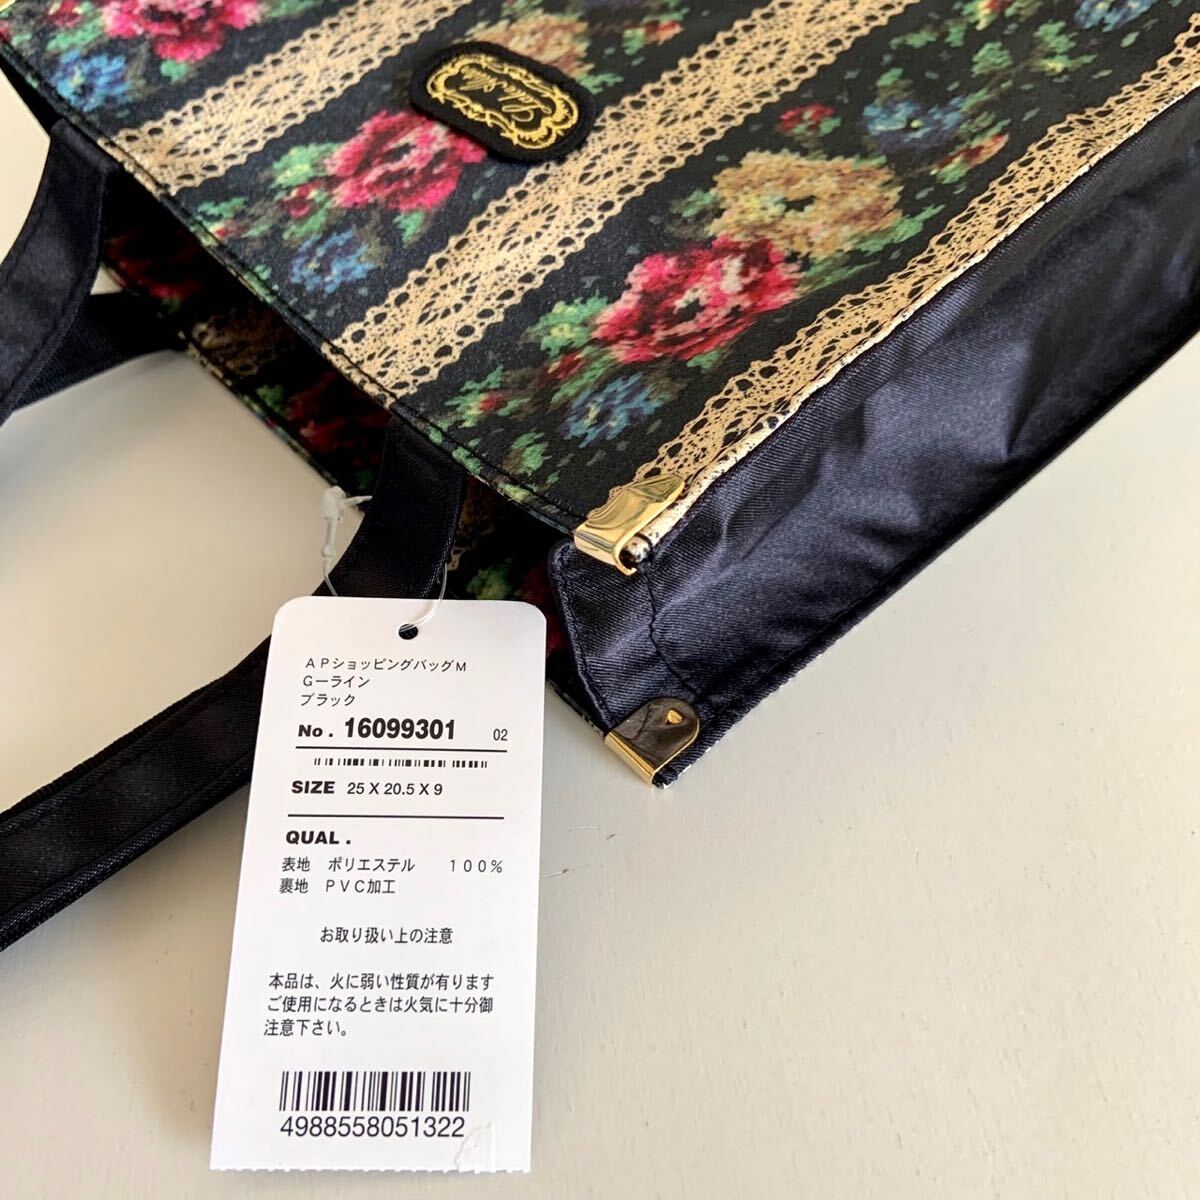 ＡＰショッピングバッグＭ
Ｇーライン
ブラック
No . 16099301 02
SIZE 25 X 20.5 X 9
QUAL .
表地 ポリエステル １００％
裏地 ＰＶＣ加工
お取り扱い上の注意
本品は、火に弱い性質が有ります
ご使用になるときは火気に十分御
注意下さい。
4988558051322